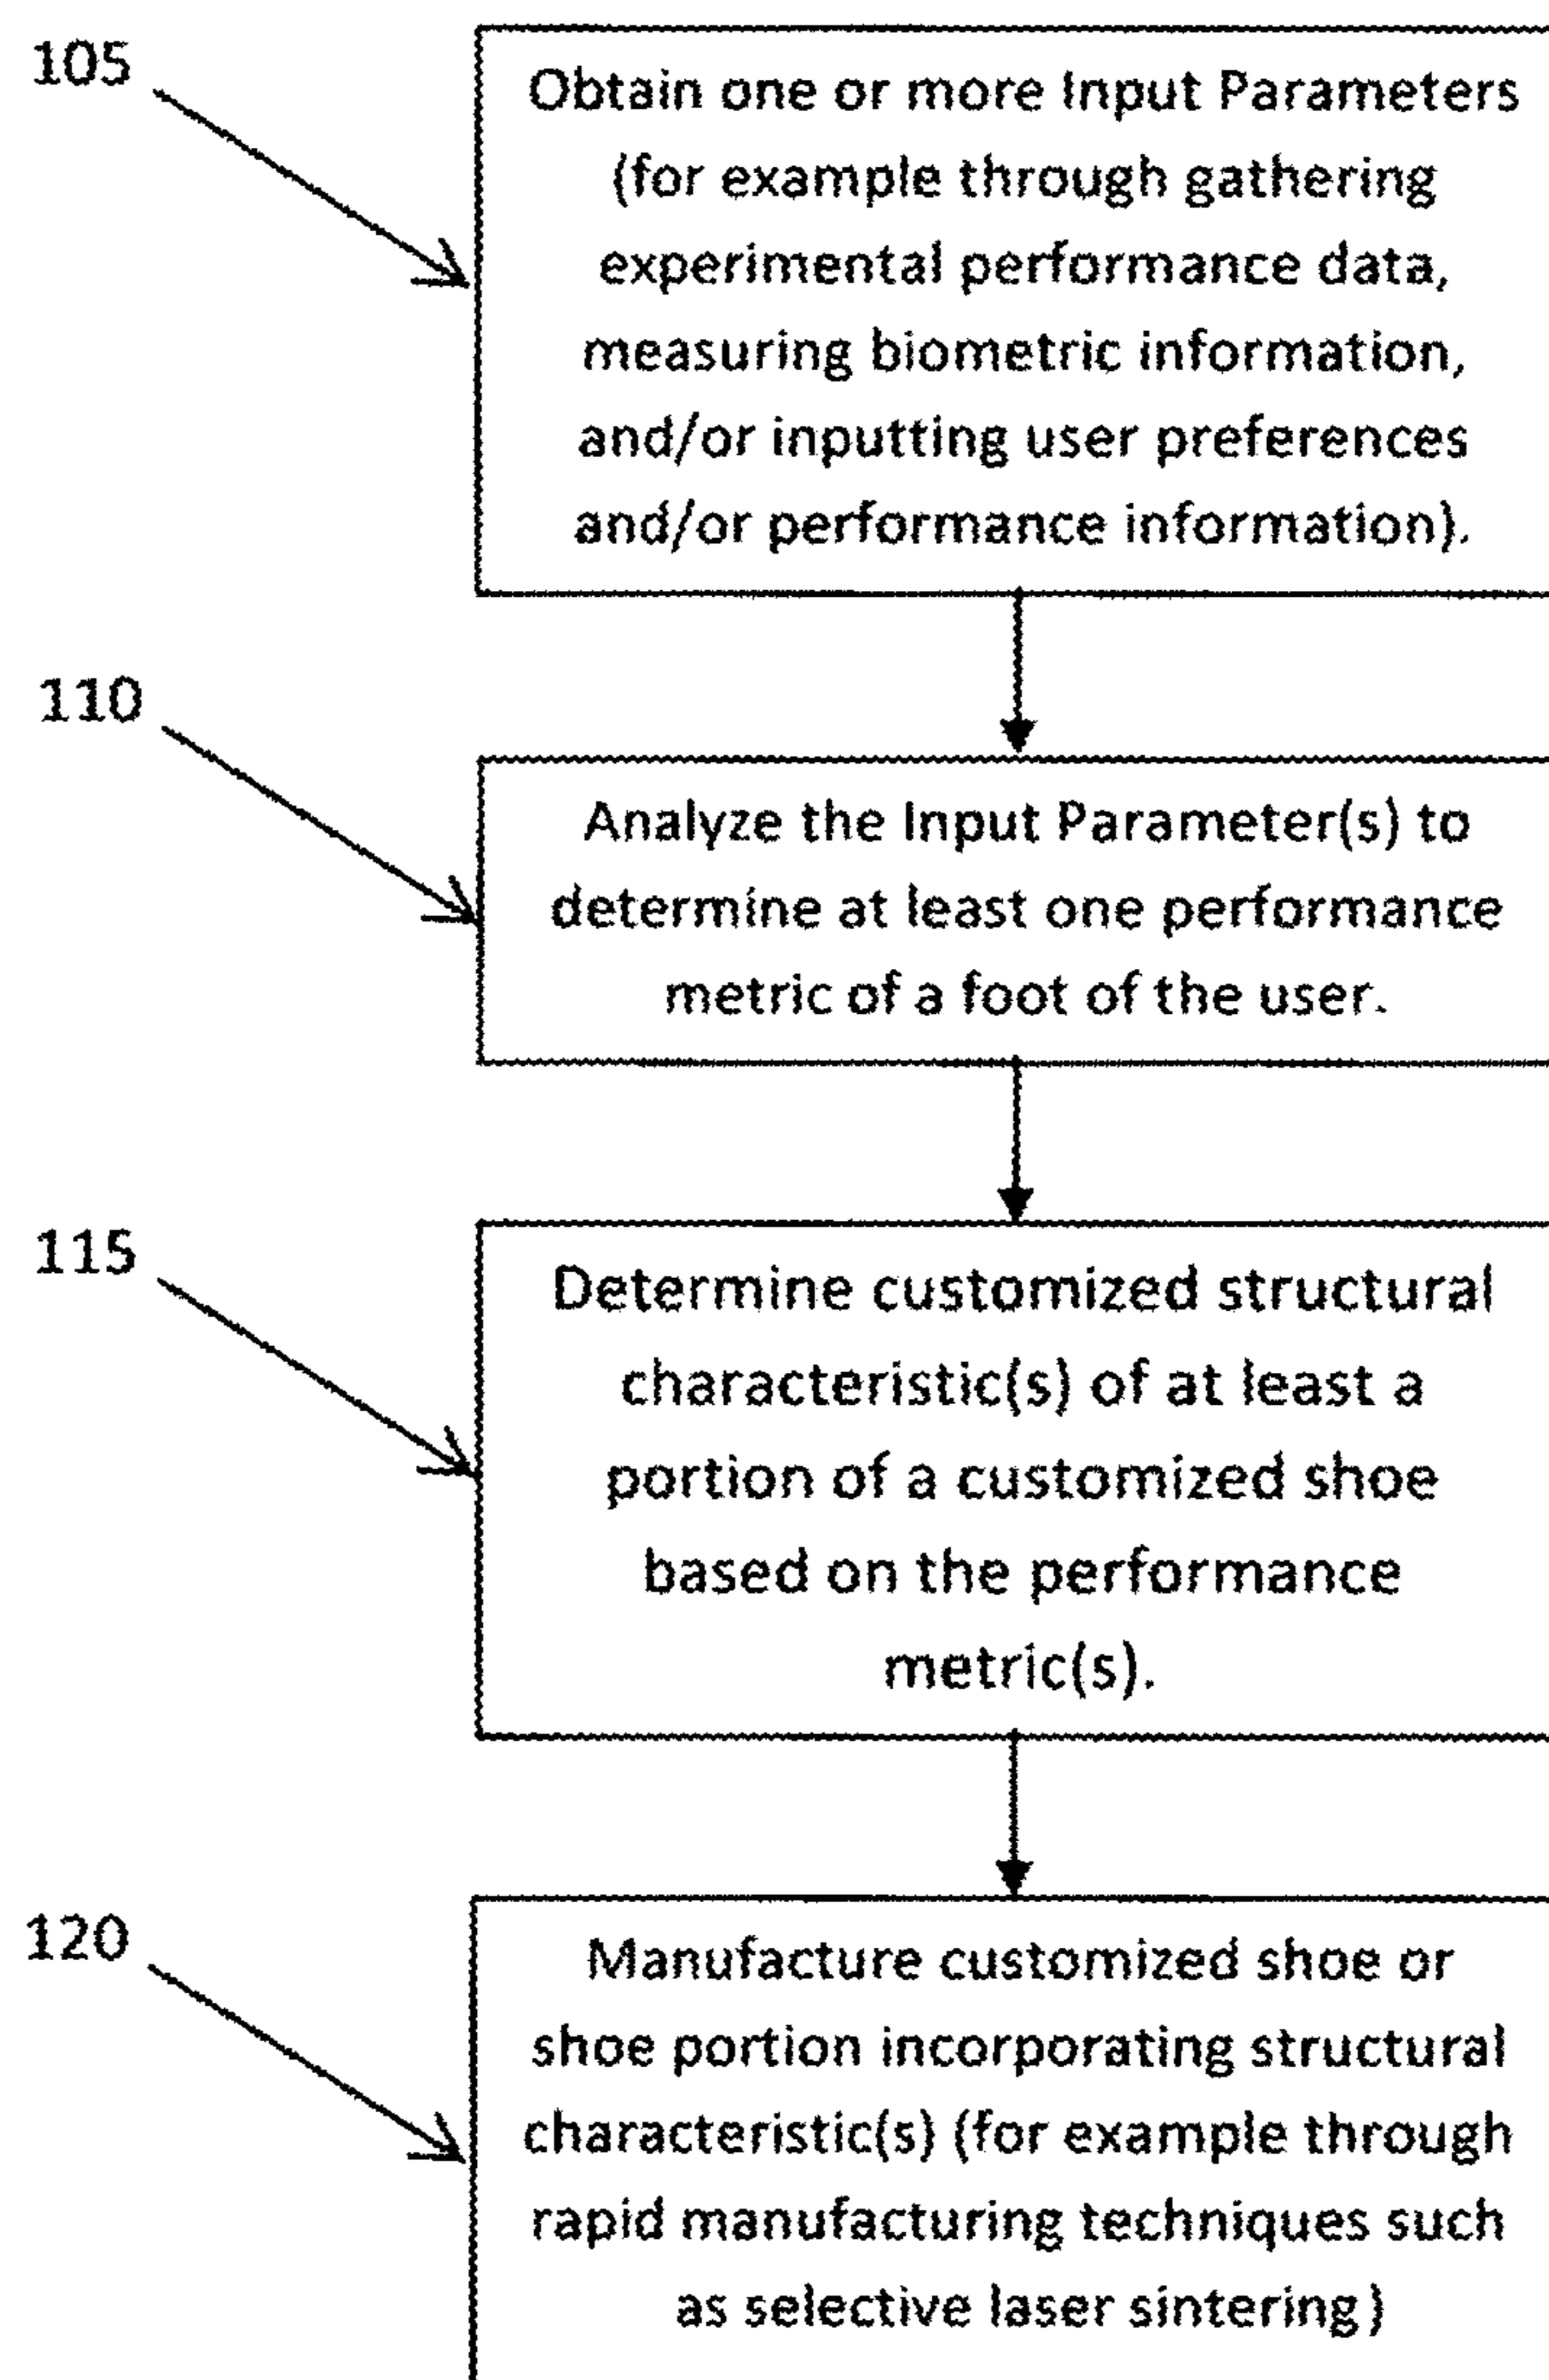 105
Obtain one or more Input Parameters
(for example through gathering
experimental performance data,
measuring biometric information,
and/or inputting user preferences
and/or performance information).
110
Analyze the Input Parameter(s) to
determine at least one performance
metric of a foot of the user.
115
Determine customized structural
characteristic(s) of at least a
portion of a customized shoe
based on the performance
metric(s).
120
Manufacture customized shoe or
shoe portion incorporating structural
characteristic(s) (for example through
rapid manufacturing techniques such
as selective laser sintering)